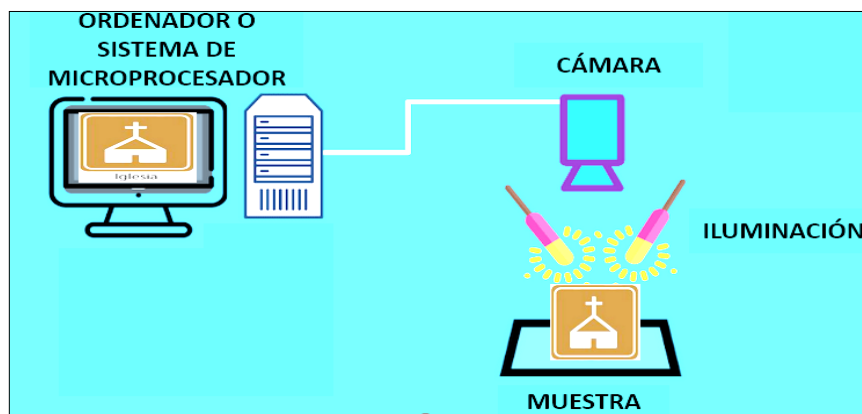 ORDENADOR O
SISTEMA DE
MICROPROCESADOR
CÁMARA
Iglesia
ILUMINACIÓN
MUESTRA